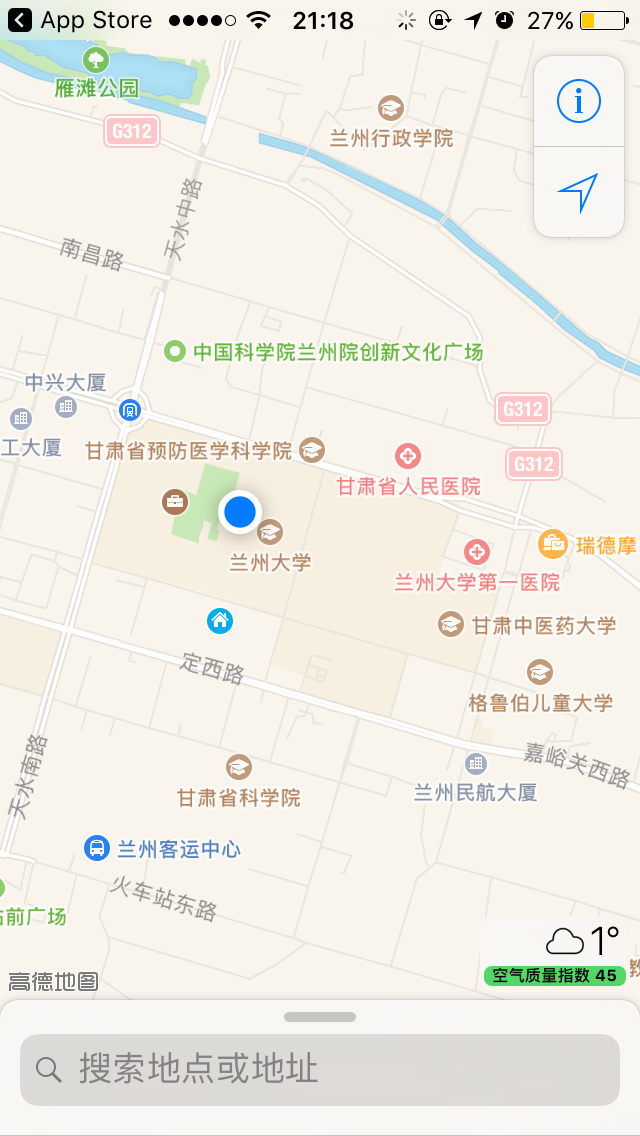 App Store
21:18
27%
雁滩公园
G312
兰州行政学院
天水中路
南昌路
中国科学院兰州院创新文化广场
中兴大厦
G312
工大厦
甘肃省预防医学科学院
甘肃省人民医院
G312
瑞德摩
兰州大学
兰州大学第一医院
甘肃中医药大学
定西路
格鲁伯儿童大学
天水南路
嘉峪关西路
甘肃省科学院
兰州民航大厦
兰州客运中心
火车站东路
前广场
1°
空气质量指数 45
高德地图
搜索地点或地址